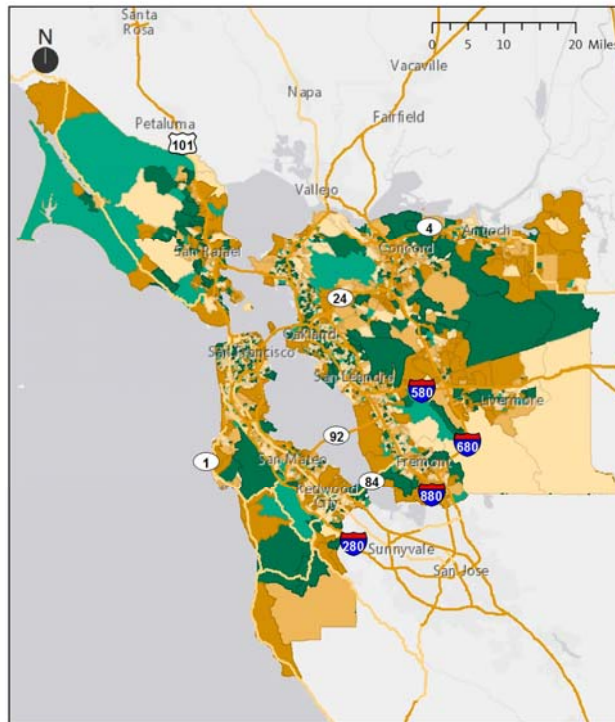 Santa
Rosa
0 5 10 20 Miles
N
Vacaville
Napa
Petaluma
Fairfield
101
Vallejo
4
Antioch
Concord
San Rafael
24
Oakland
San Francisco
San Leandro
580
Livermore
92
680
1
San Mateo
Fremont
84
Redwood
City
880
280
Sunnyvale
San Jose